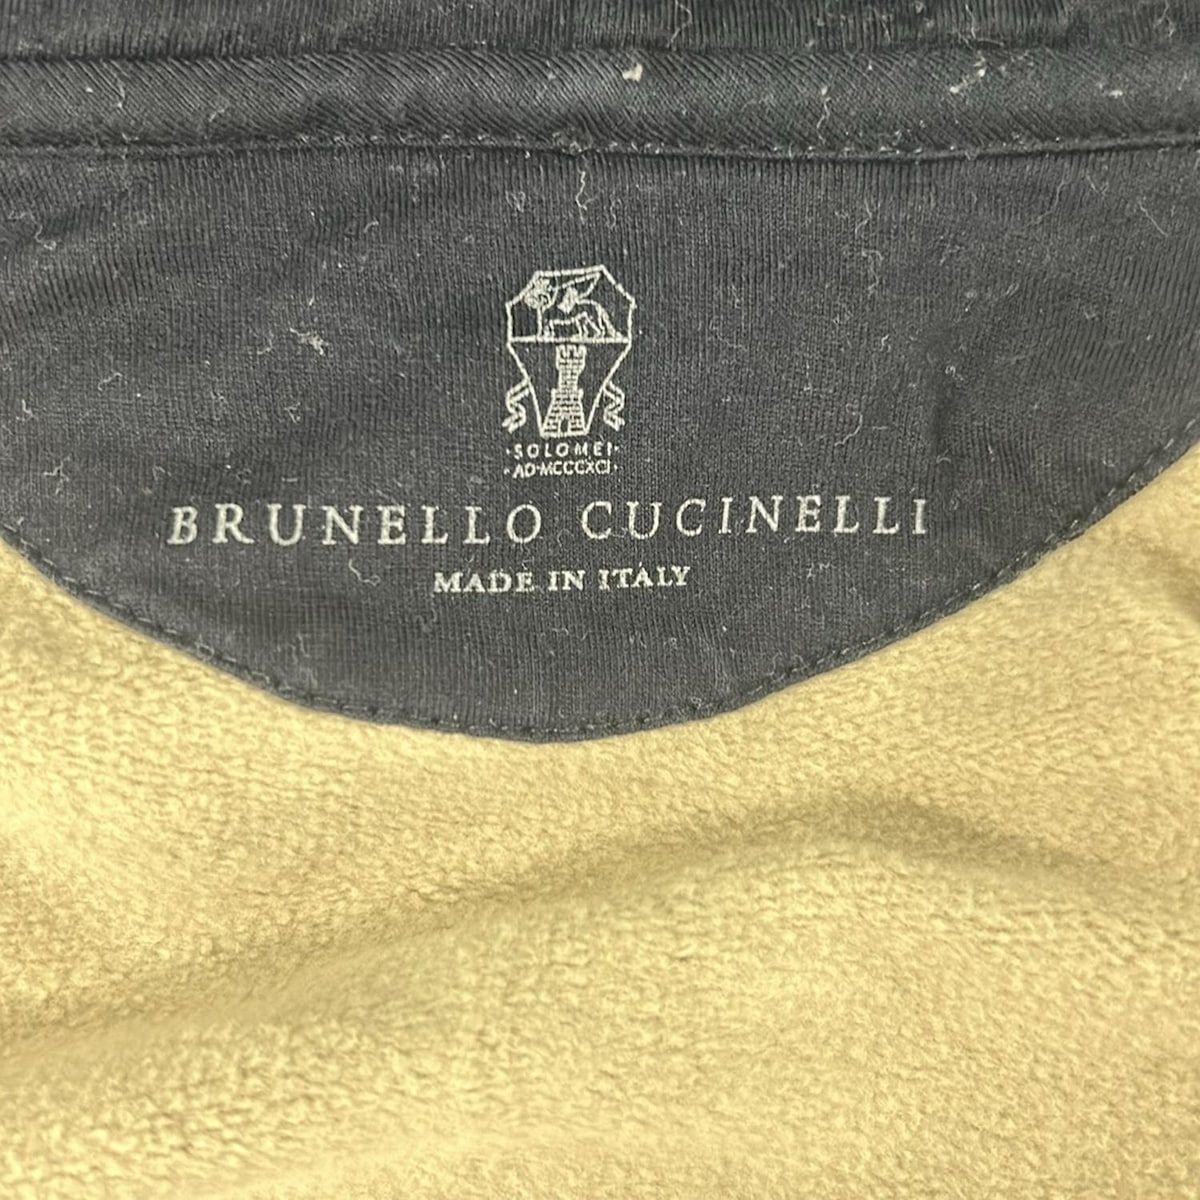 ·SOLOMEI·
·AD·MCCCXCI·
BRUNELLO CUCINELLI
MADE IN ITALY